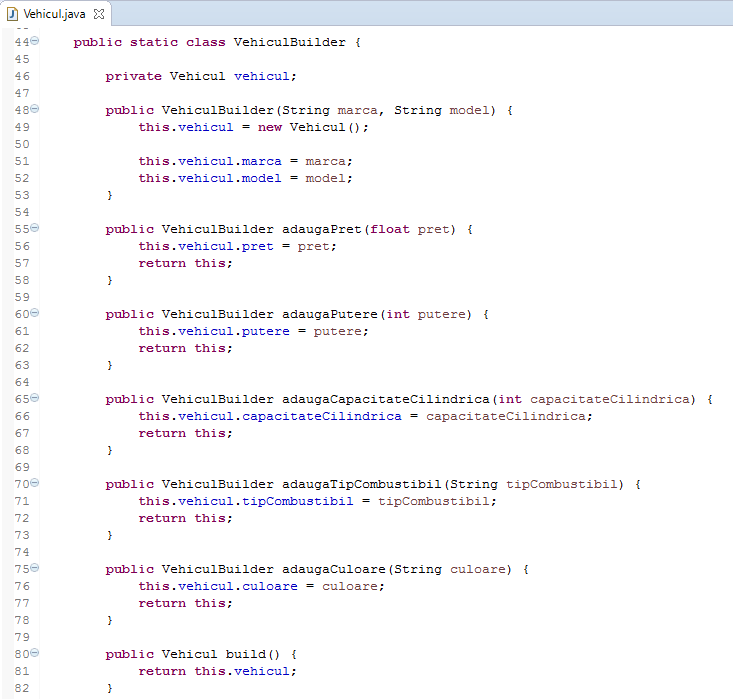 Vehicul.java
44 public static class VehiculBuilder {
45
46 private Vehicul vehicul;
47
48 public VehiculBuilder(String marca, String model) {
49 this.vehicul = new Vehicul();
50
51 this.vehicul.marca = marca;
52 this.vehicul.model = model;
53 }
54
55 public VehiculBuilder adaugaPret(float pret) {
56 this.vehicul.pret = pret;
57 return this;
58 }
59
60 public VehiculBuilder adaugaPutere(int putere) {
61 this.vehicul.putere = putere;
62 return this;
63 }
64
65 public VehiculBuilder adaugaCapacitateCilindrica(int capacitateCilindrica) {
66 this.vehicul.capacitateCilindrica = capacitateCilindrica;
67 return this;
68 }
69
70 public VehiculBuilder adaugaTipCombustibil(String tipCombustibil) {
71 this.vehicul.tipCombustibil = tipCombustibil;
72 return this;
73 }
74
75 public VehiculBuilder adaugaCuloare(String culoare) {
76 this.vehicul.culoare = culoare;
77 return this;
78 }
79
80 public Vehicul build() {
81 return this.vehicul;
82 }